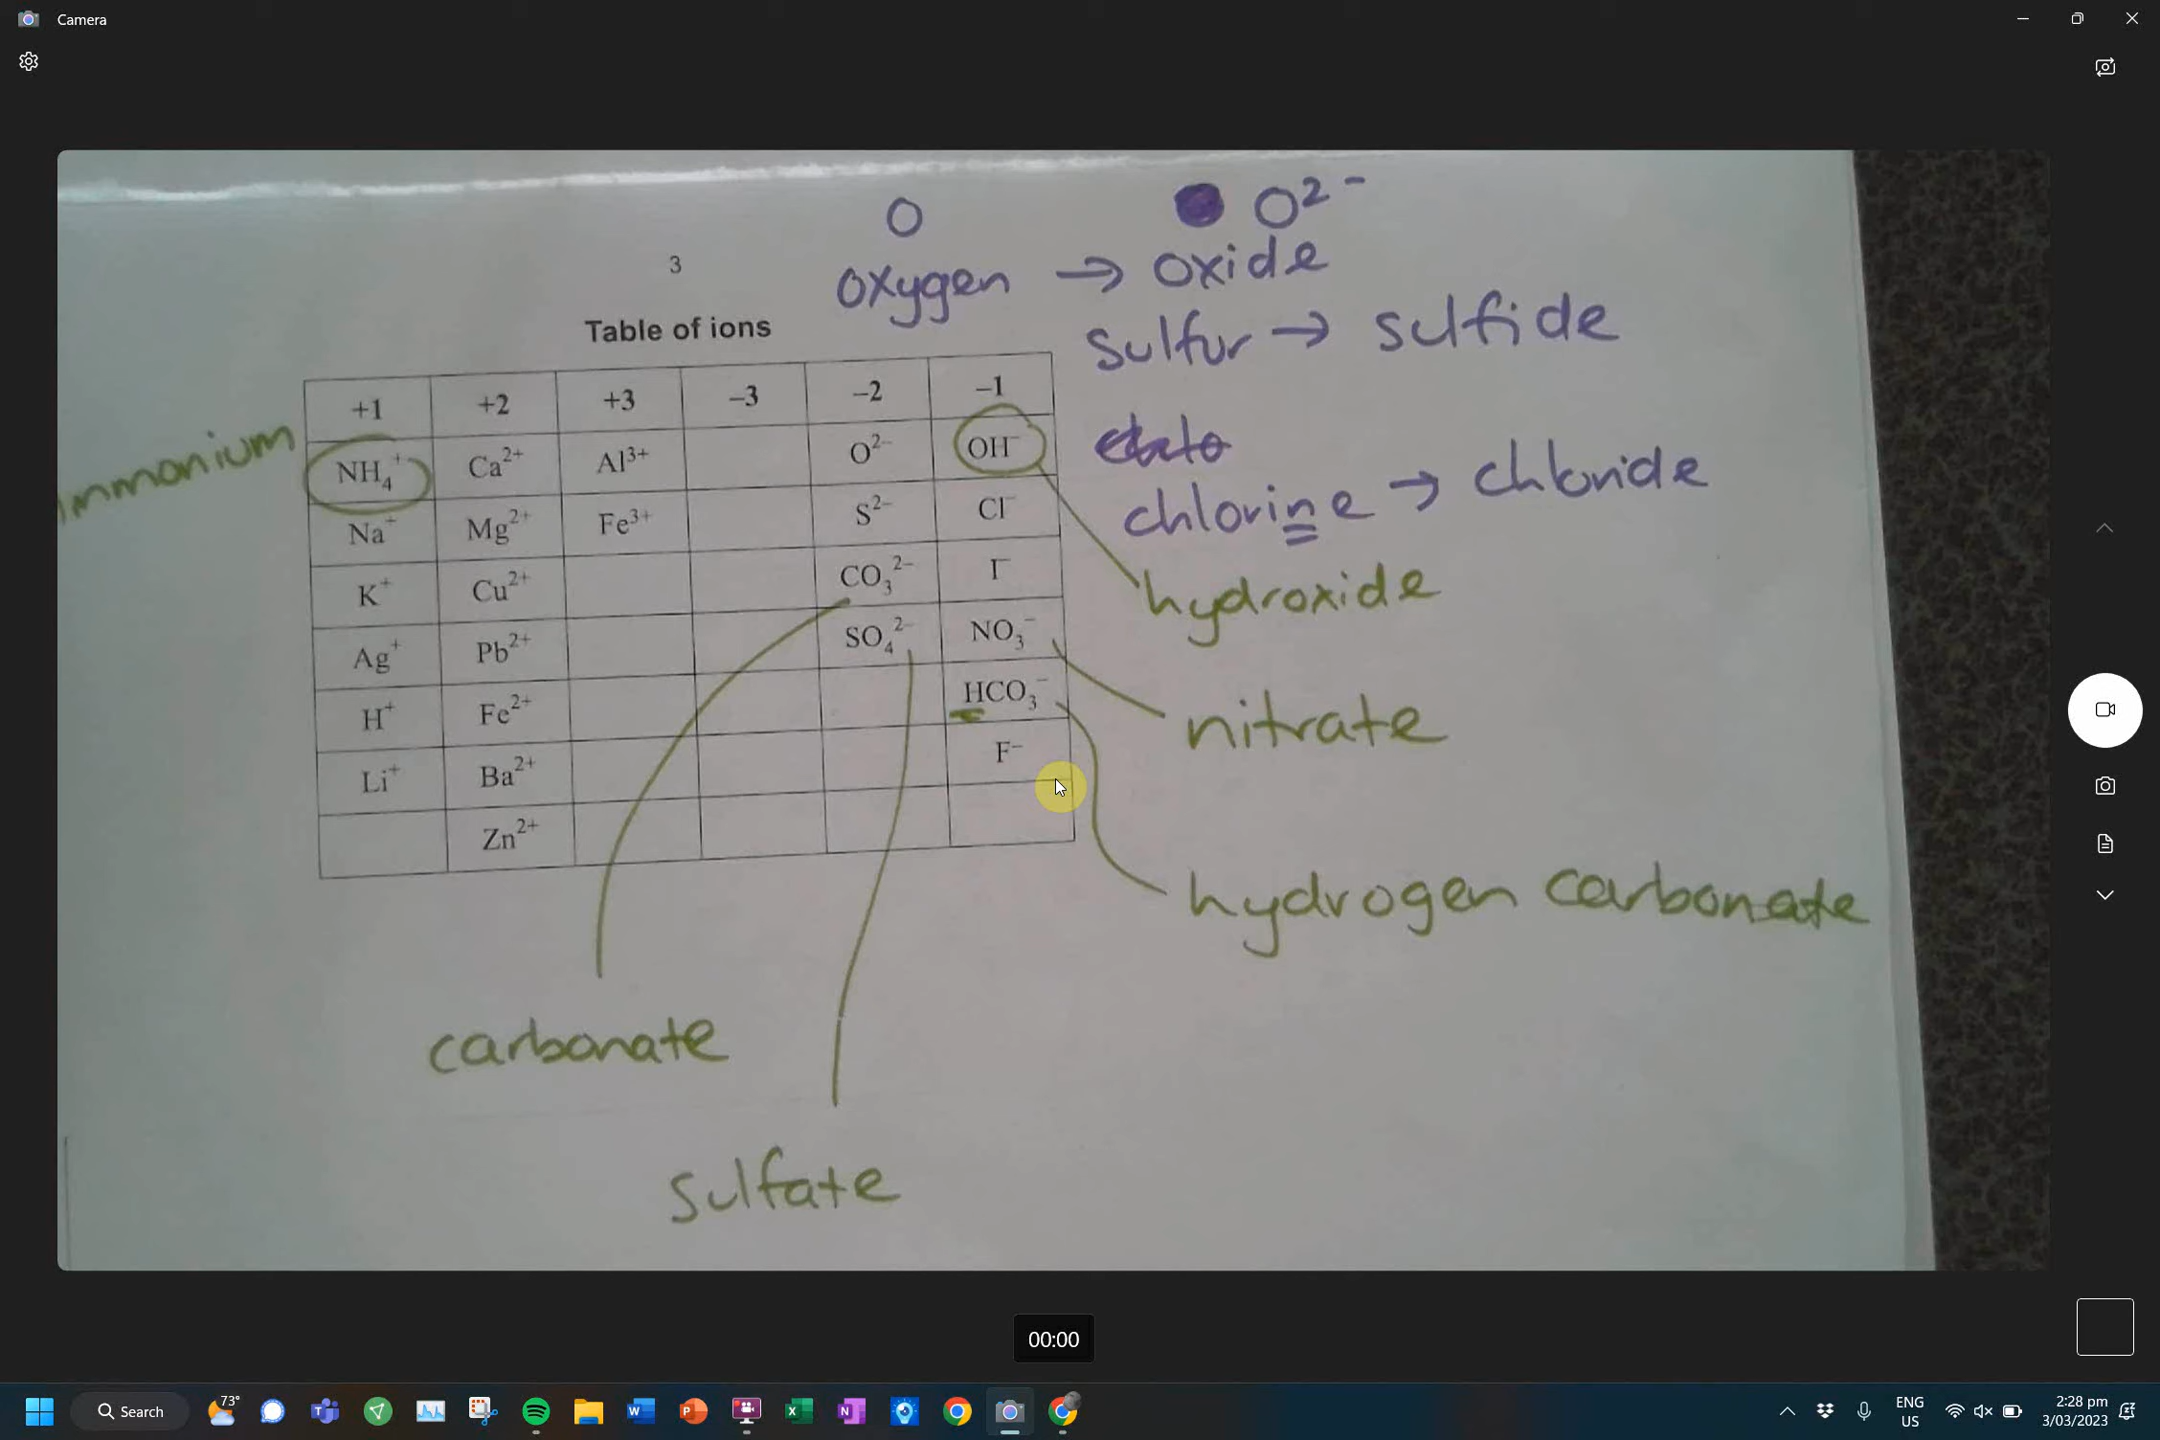 Camera
O O²⁻
oxygen → oxide
3
sulfur → sulfide
Table of ions
+1 +2 +3 –3 –2 –1
NH₄⁺ Ca²⁺ Al³⁺ O²⁻ OH⁻
Na⁺ Mg²⁺ Fe³⁺ S²⁻ Cl⁻
K⁺ Cu²⁺ CO₃²⁻ I⁻
Ag⁺ Pb²⁺ SO₄²⁻ NO₃⁻
H⁺ Fe²⁺ HCO₃⁻
Li⁺ Ba²⁺ F⁻
Zn²⁺
chlorine → chloride
hydroxide
nitrate
hydrogen carbonate
carbonate
sulfate
00:00
73°
Search
ENG
US
2:28 pm
3/03/2023